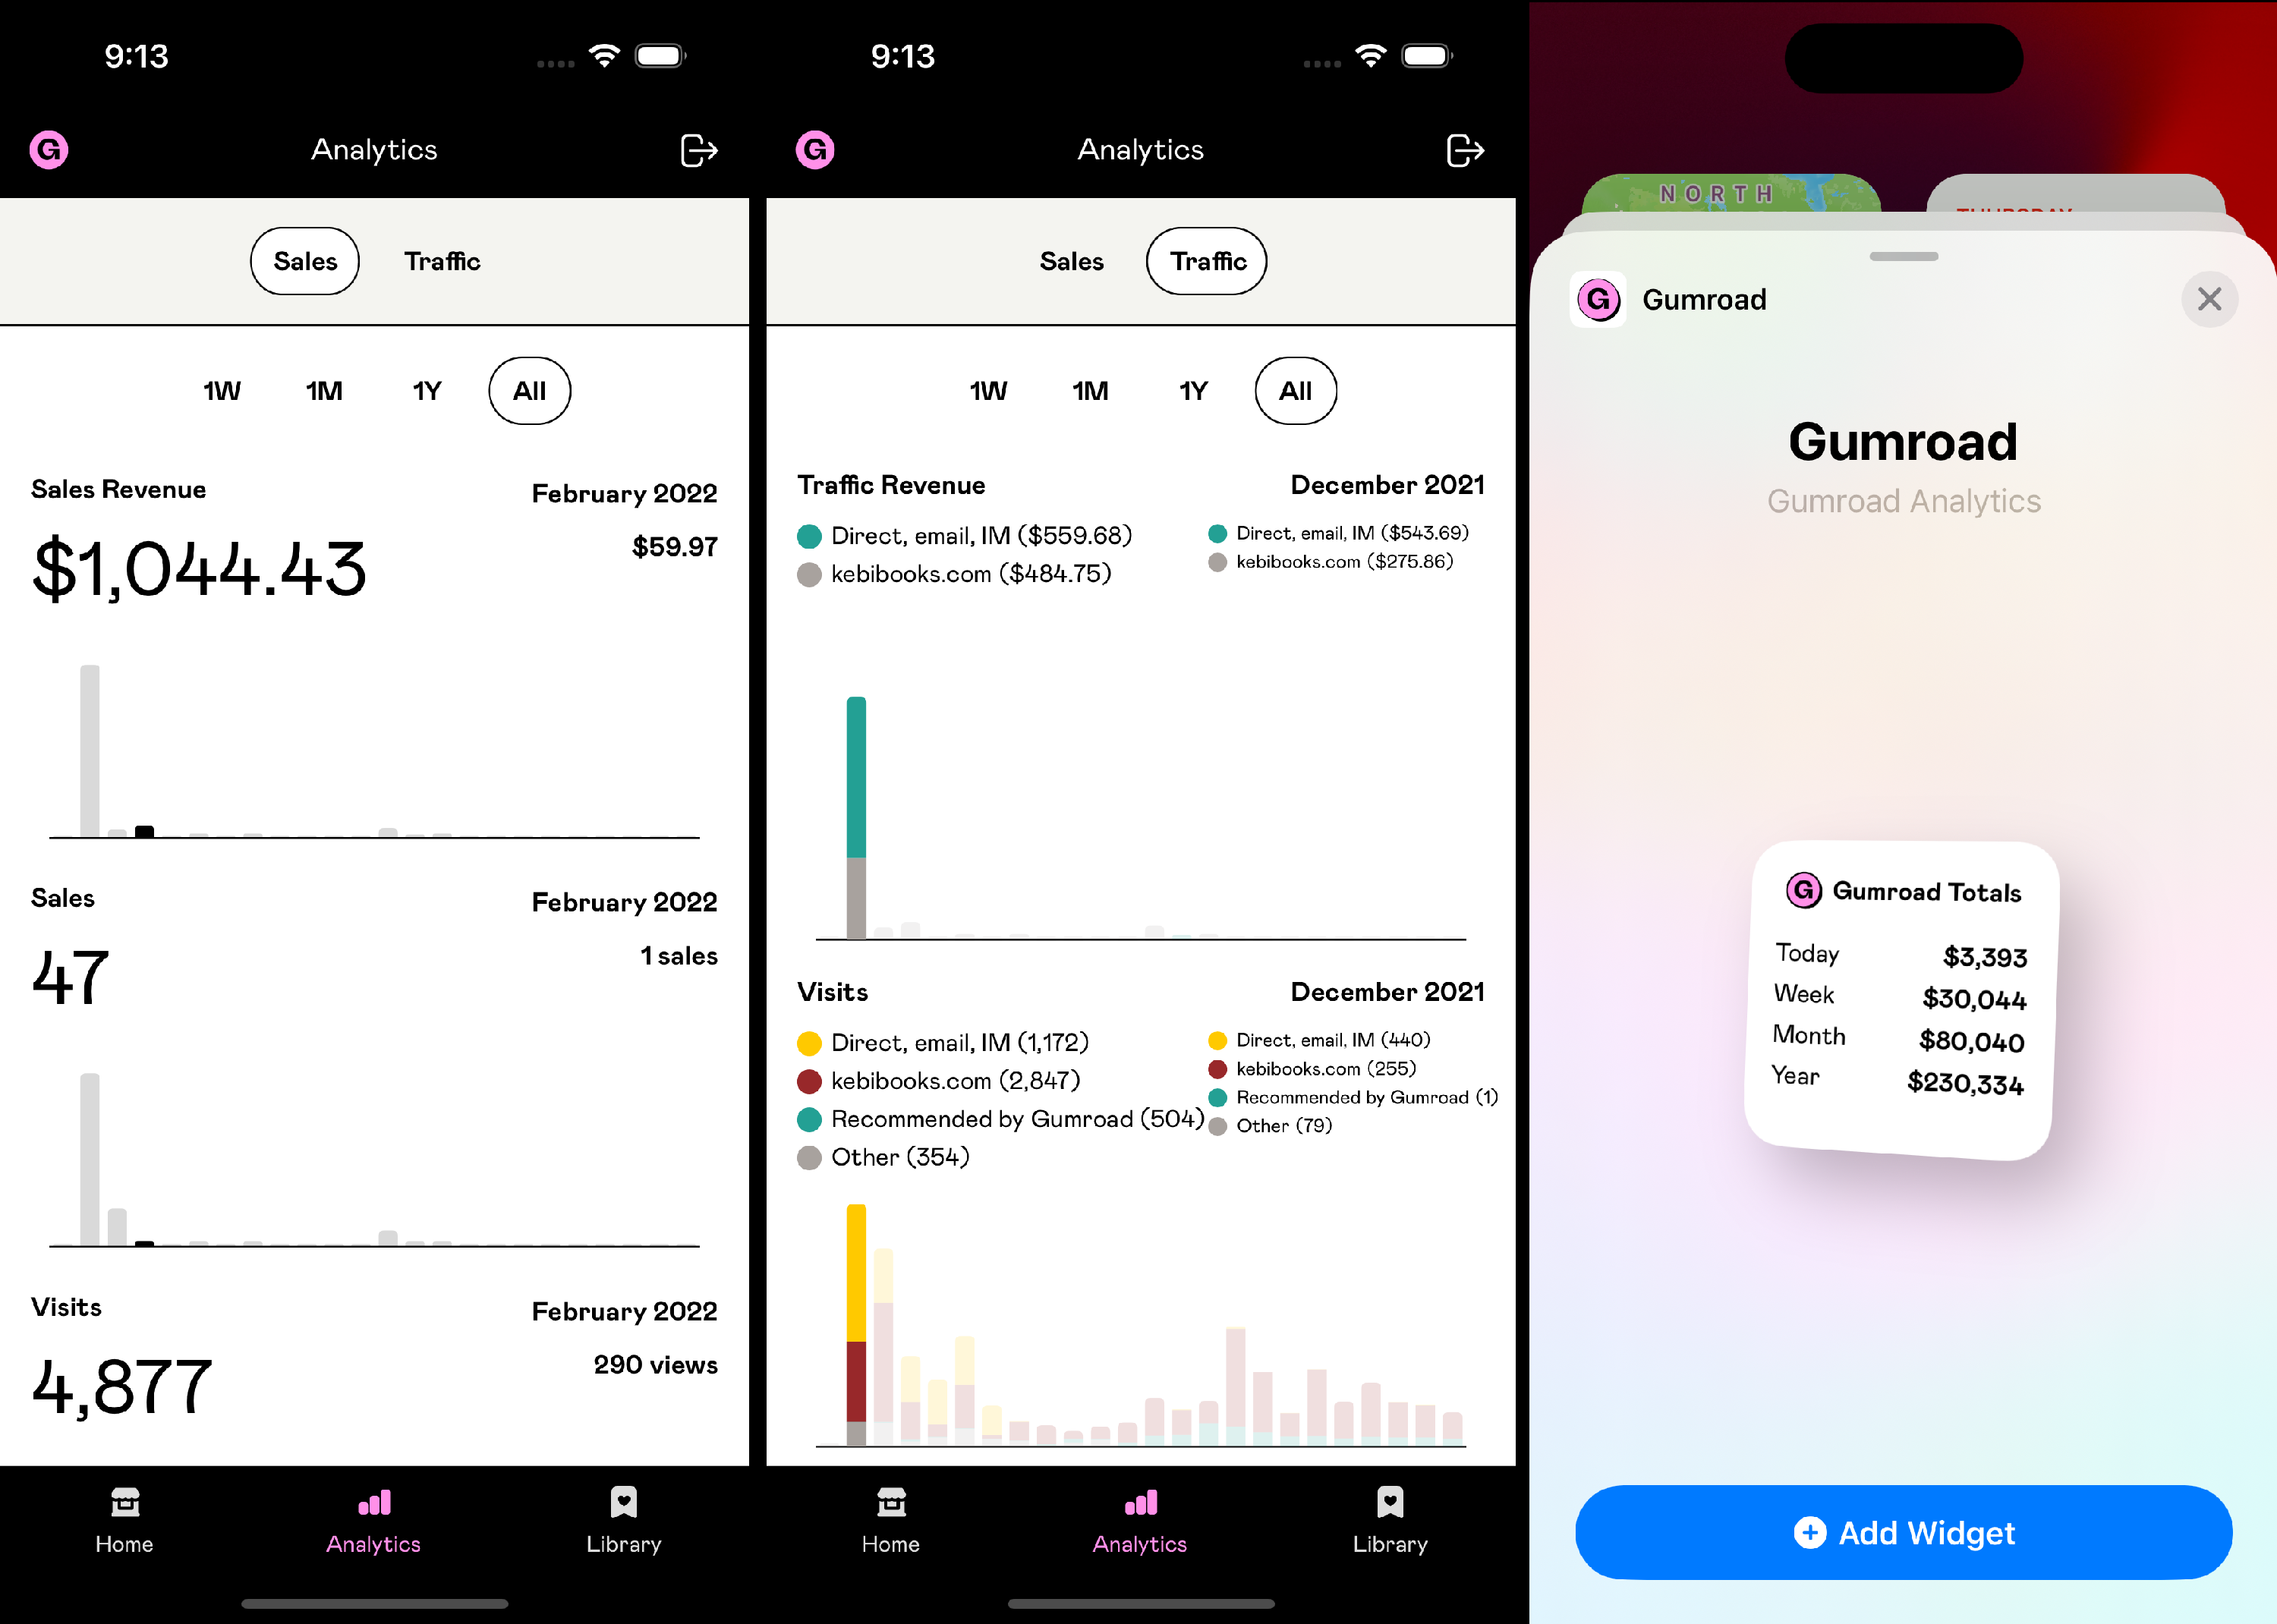 9:13
G
Analytics
Sales
Traffic
1W
1M
1Y
All
Sales Revenue
February 2022
$1,044.43
$59.97
Sales
February 2022
47
1 sales
Visits
February 2022
4,877
290 views
Home
Analytics
Library
9:13
G
Analytics
Sales
Traffic
1W
1M
1Y
All
Traffic Revenue
December 2021
Direct, email, IM ($559.68)
Direct, email, IM ($543.69)
kebibooks.com ($484.75)
kebibooks.com ($275.86)
Visits
December 2021
Direct, email, IM (1,172)
Direct, email, IM (440)
kebibooks.com (2,847)
kebibooks.com (255)
Recommended by Gumroad (504)
Recommended by Gumroad (1)
Other (354)
Other (79)
Home
Analytics
Library
NORTH
THURSDAY
G
Gumroad
Gumroad
Gumroad Analytics
G
Gumroad Totals
Today
$3,393
Week
$30,044
Month
$80,040
Year
$230,334
Add Widget